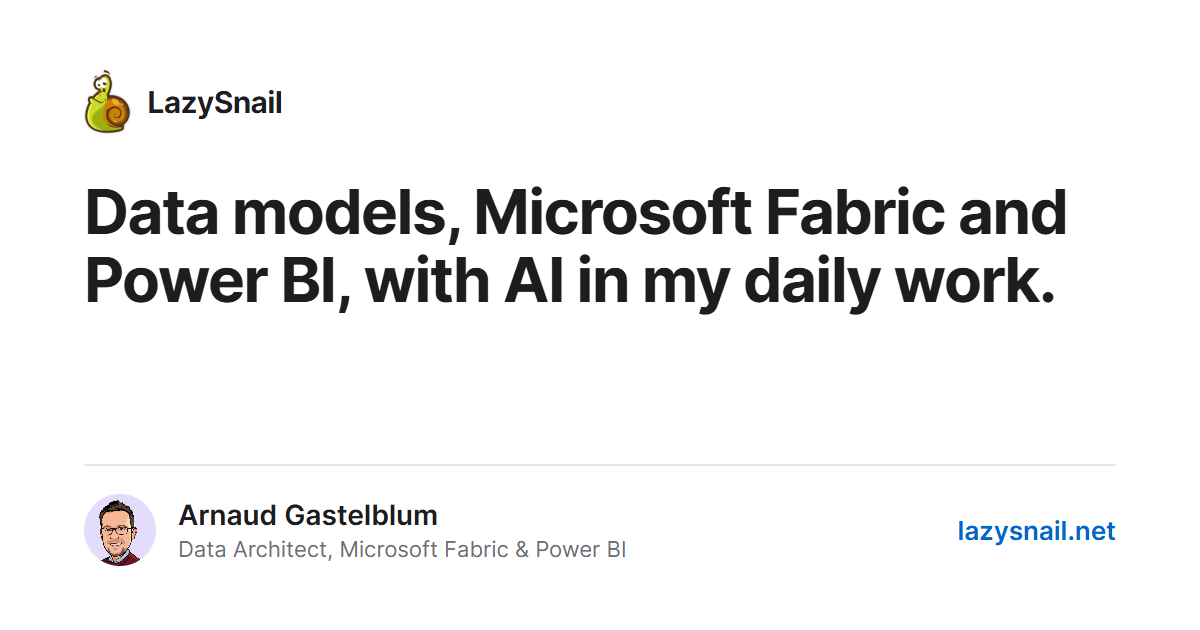 LazySnail
Data models, Microsoft Fabric and
Power BI, with AI in my daily work.
Arnaud Gastelblum
Data Architect, Microsoft Fabric & Power BI
lazysnail.net